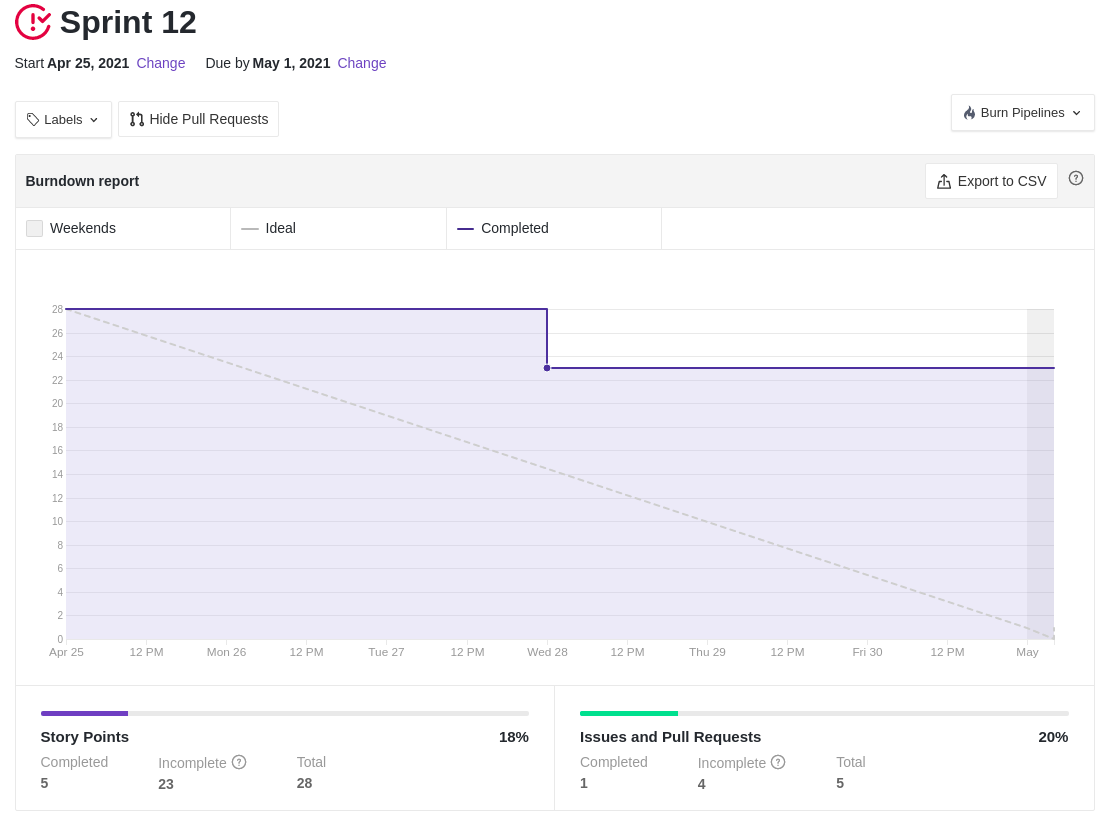 Sprint 12
Start Apr 25, 2021 Change Due by May 1, 2021 Change
Labels Hide Pull Requests Burn Pipelines
Burndown report Export to CSV
Weekends Ideal Completed
28
26
24
22
20
18
16
14
12
10
8
6
4
2
0
Apr 25 12 PM Mon 26 12 PM Tue 27 12 PM Wed 28 12 PM Thu 29 12 PM Fri 30 12 PM May
Story Points 18% Issues and Pull Requests 20%
Completed Incomplete ? Total Completed Incomplete ? Total
5 23 28 1 4 5